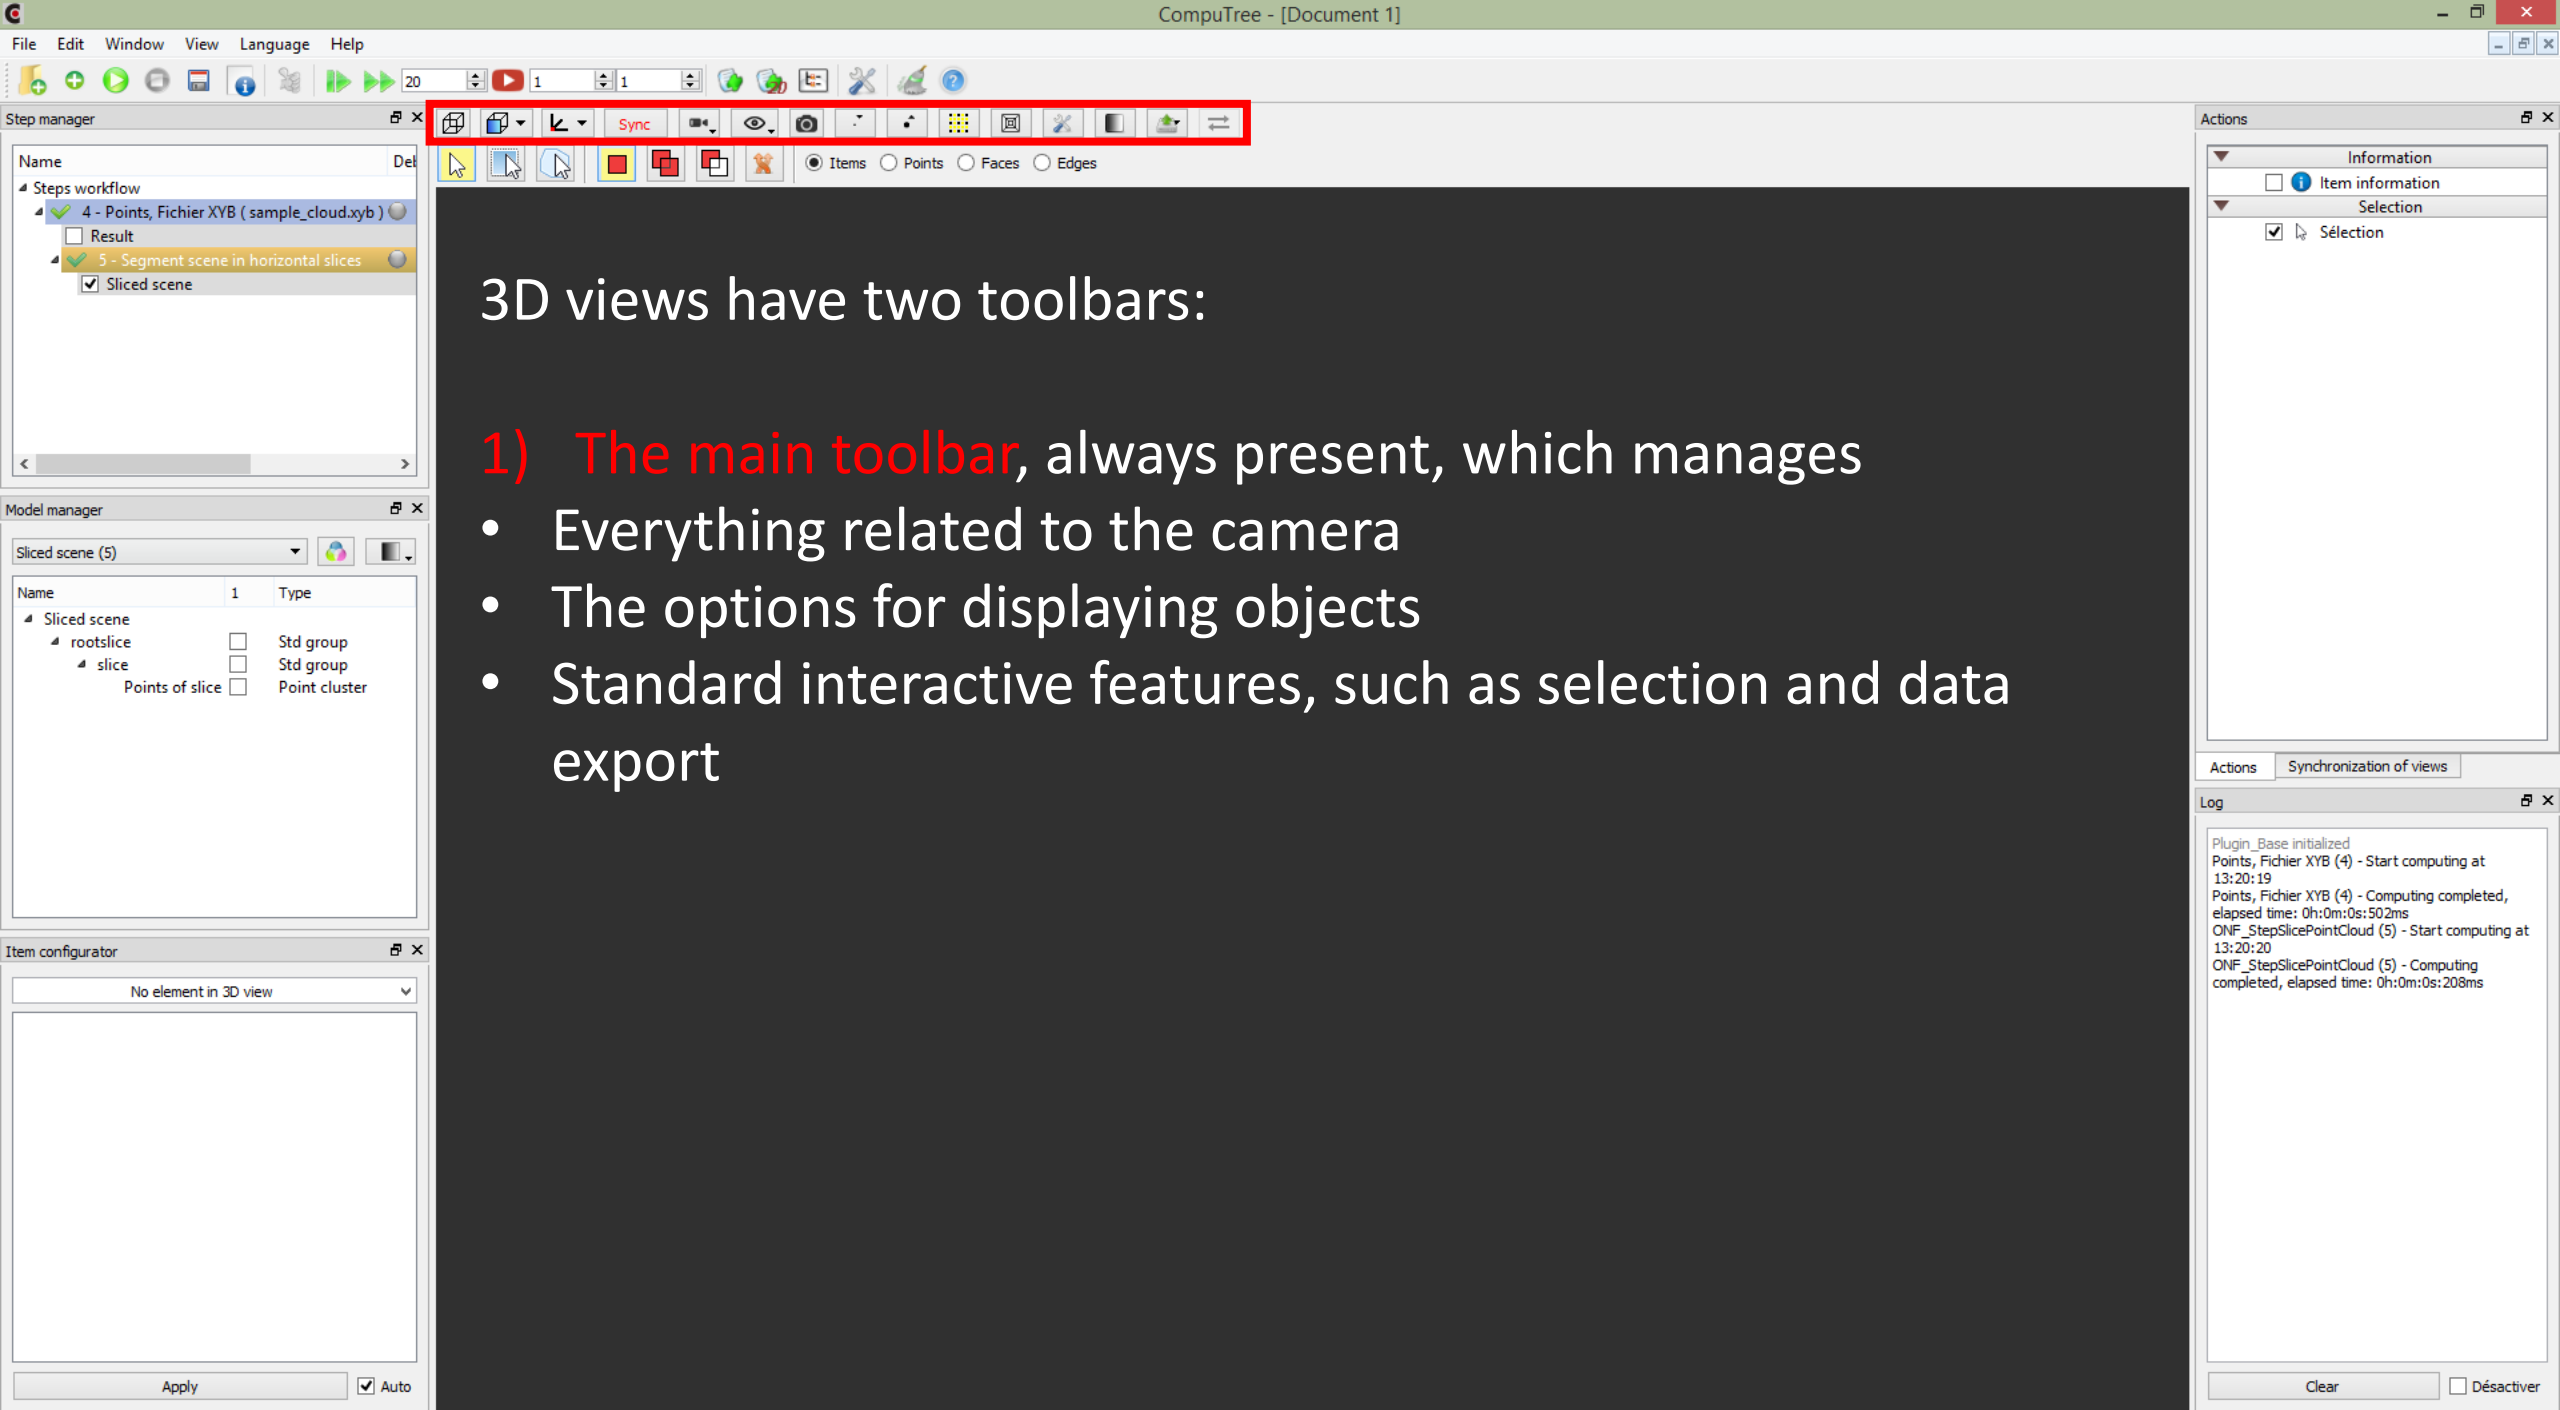 CompuTree - [Document 1]
File Edit Window View Language Help
20 1 1 2D
Step manager
Name Deb
Steps workflow
4 - Points, Fichier XYB ( sample_cloud.xyb )
Result
5 - Segment scene in horizontal slices
Sliced scene
Model manager
Sliced scene (5)
Name 1 Type
Sliced scene
rootslice Std group
slice Std group
Points of slice Point cluster
Item configurator
No element in 3D view
Apply Auto
Sync
Items Points Faces Edges
3D views have two toolbars:
1) The main toolbar, always present, which manages
• Everything related to the camera
• The options for displaying objects
• Standard interactive features, such as selection and data
export
Actions
Information
Item information
Selection
Sélection
Actions Synchronization of views
Log
Plugin_Base initialized
Points, Fichier XYB (4) - Start computing at
13:20:19
Points, Fichier XYB (4) - Computing completed,
elapsed time: 0h:0m:0s:502ms
ONF_StepSlicePointCloud (5) - Start computing at
13:20:20
ONF_StepSlicePointCloud (5) - Computing
completed, elapsed time: 0h:0m:0s:208ms
Clear Désactiver